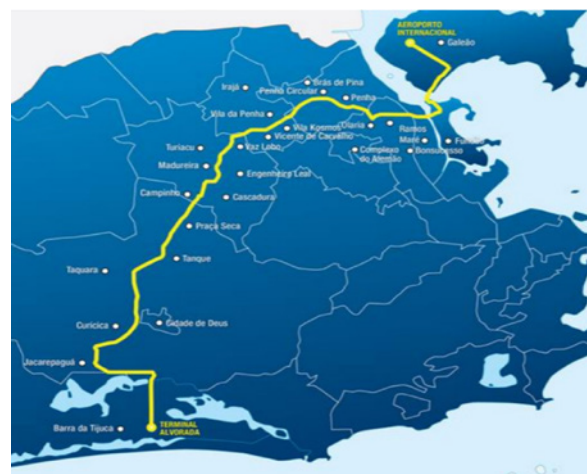 AEROPORTO
INTERNACIONAL
Galeão
Brás de Pina
Irajá
Penha Circular
Penha
Vila da Penha
Vila Kosmos
Olaria
Ramos
Vicente de Carvalho
Maré
Fundão
Turiacu
Vaz Lobo
Complexo
do Alemão
Bonsucesso
Madureira
Engenheiro Leal
Campinho
Cascadura
Praça Seca
Tanque
Taquara
Curicica
Cidade de Deus
Jacarepaguá
Barra da Tijuca
TERMINAL
ALVORADA